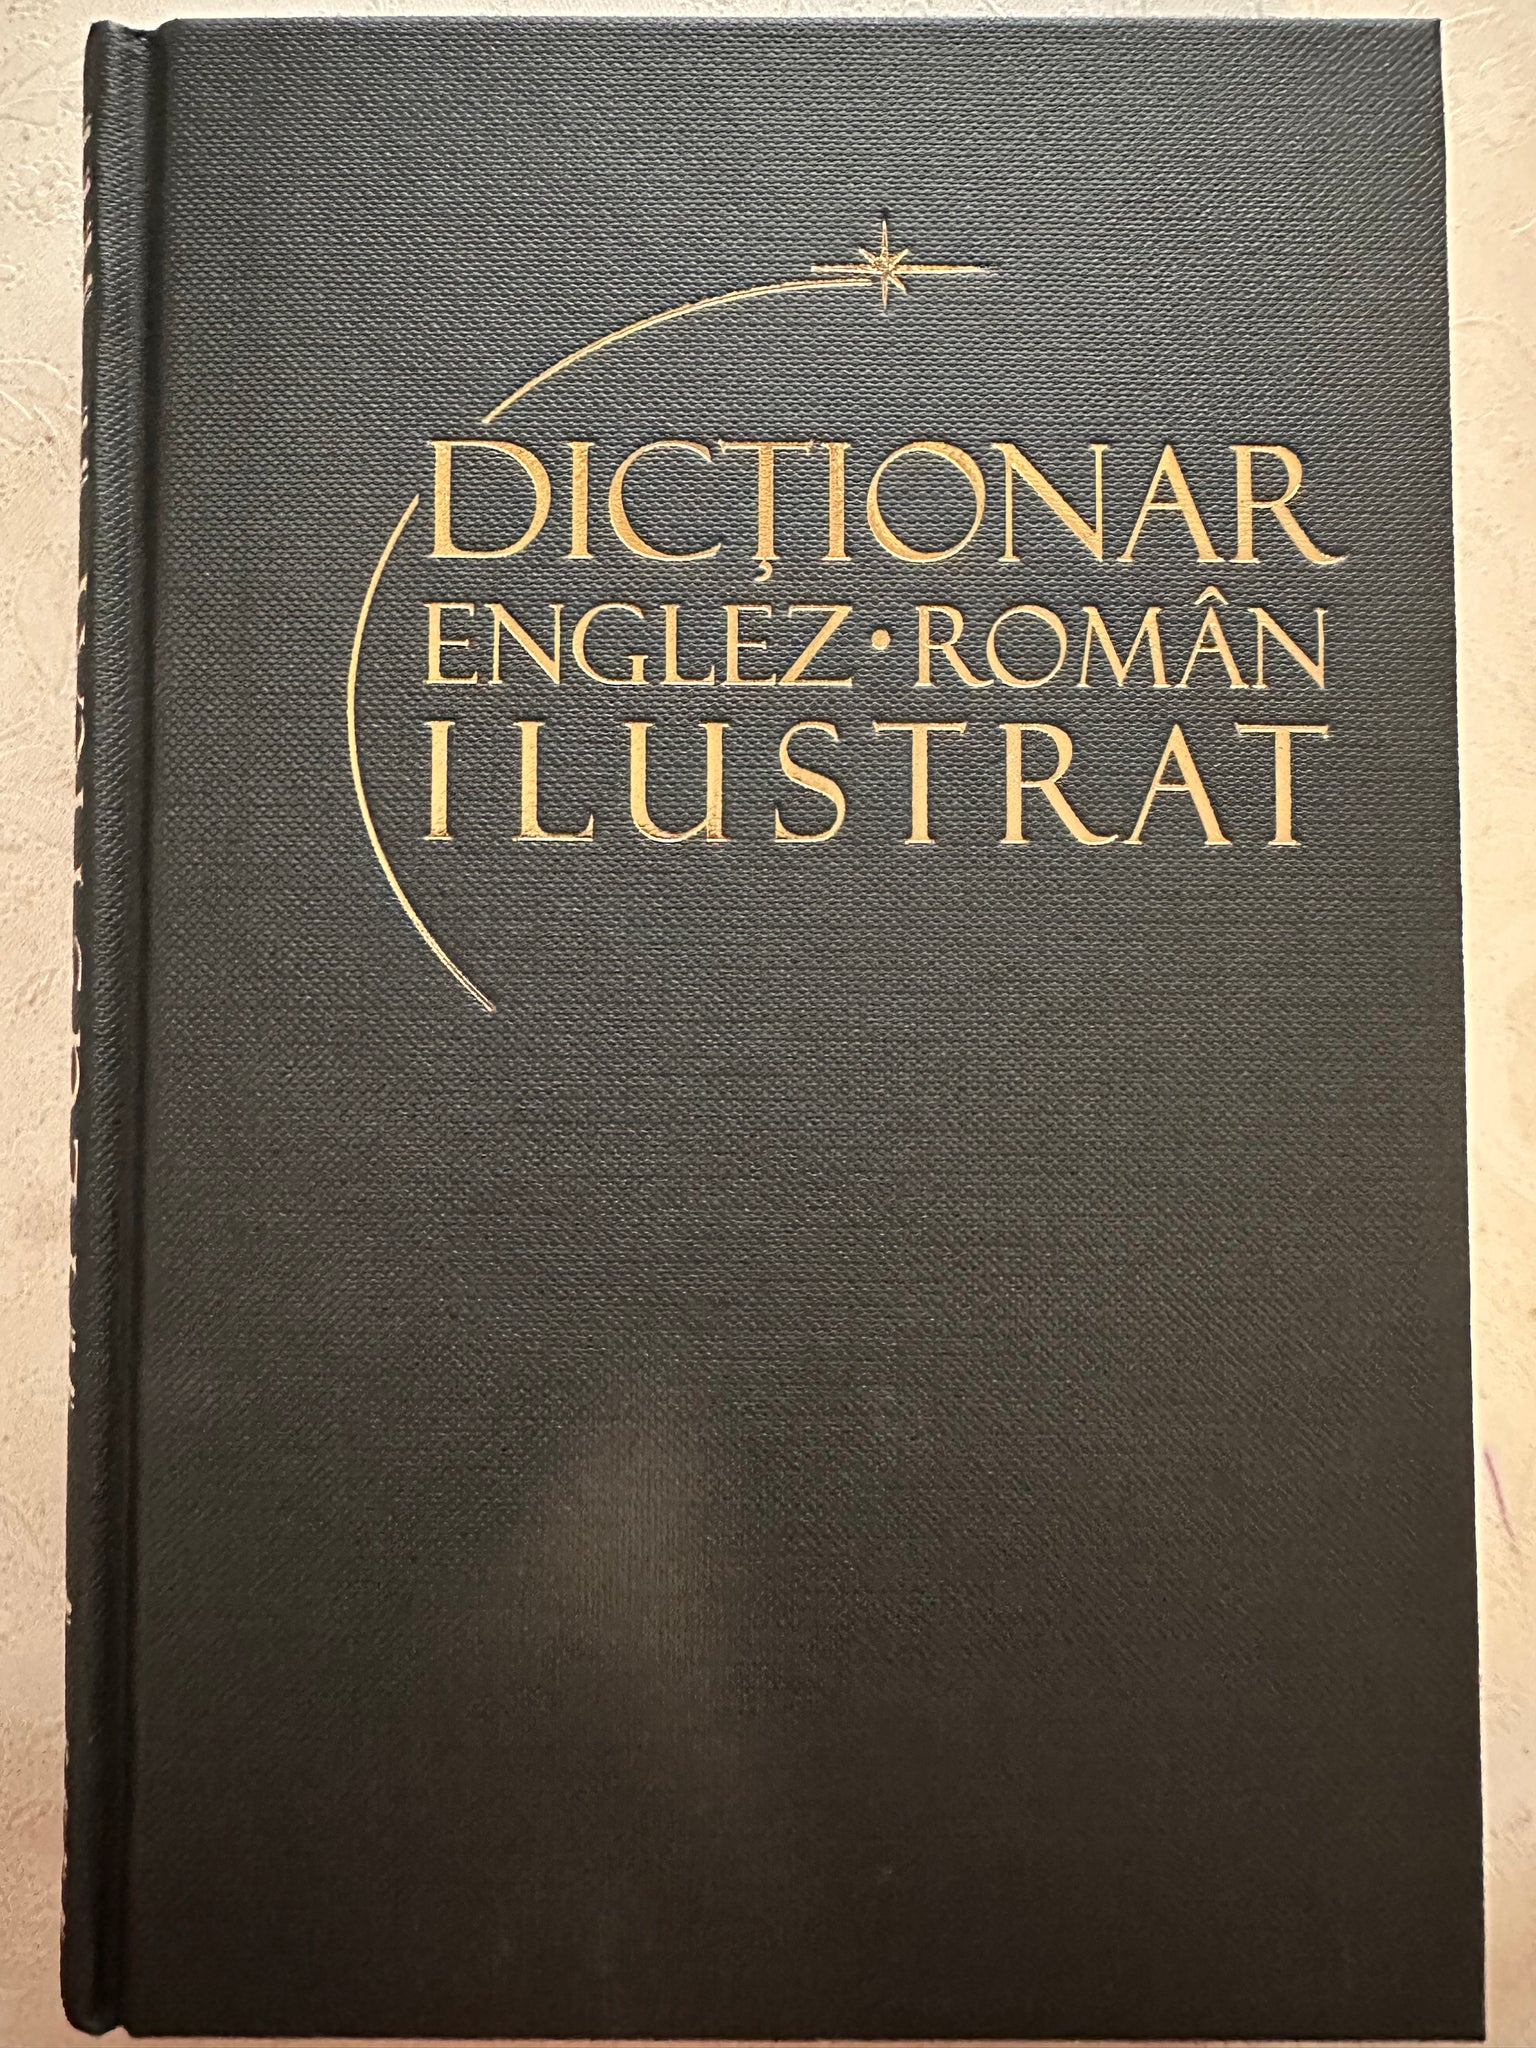 DICȚIONAR
ENGLEZ • ROMÂN
ILUSTRAT